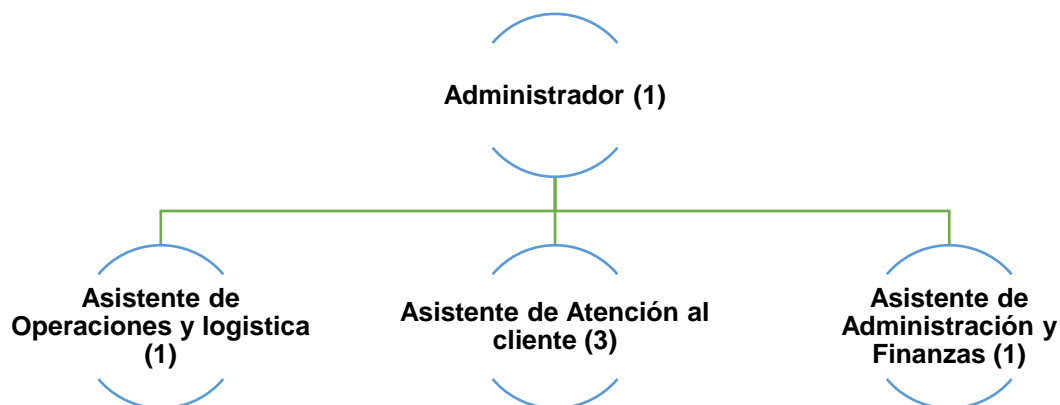 Administrador (1)
Asistente de
Operaciones y logistica
(1)
Asistente de Atención al
cliente (3)
Asistente de
Administración y
Finanzas (1)